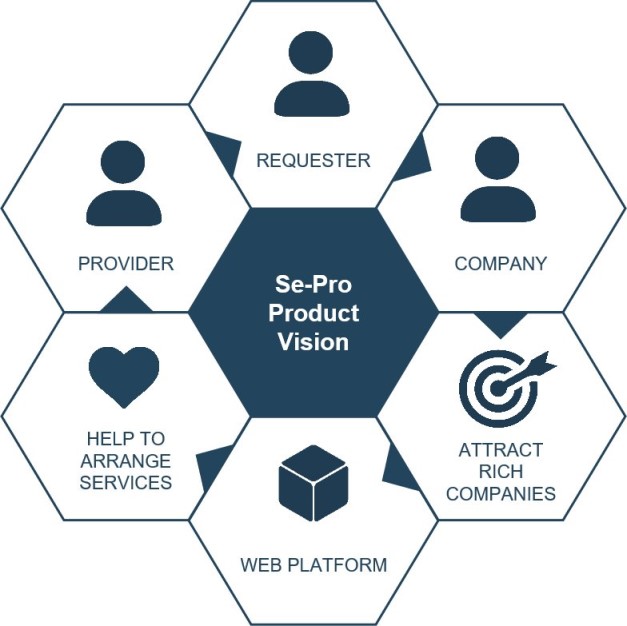 REQUESTER
PROVIDER
COMPANY
Se-Pro
Product
Vision
HELP TO
ARRANGE
SERVICES
ATTRACT
RICH
COMPANIES
WEB PLATFORM